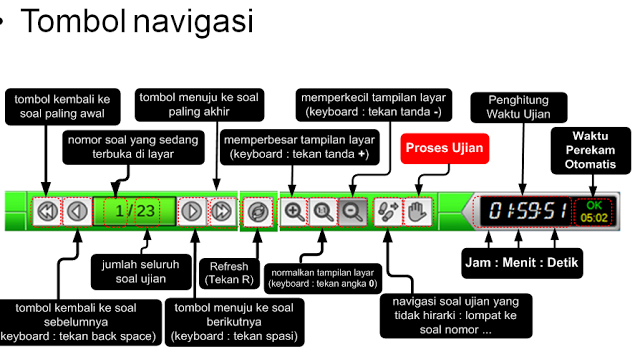 • Tombol navigasi
tombol kembali ke
soal paling awal
tombol menuju ke soal
paling akhir
memperkecil tampilan layar
(keyboard : tekan tanda -)
Penghitung
Waktu Ujian
nomor soal yang sedang
terbuka di layar
memperbesar tampilan layar
(keyboard : tekan tanda +)
Proses Ujian
Waktu
Perekam
Otomatis
1 / 23
1:1
01:59:51
OK
05:02
jumlah seluruh
soal ujian
Refresh
(Tekan R)
normalkan tampilan layar
(keyboard : tekan angka 0)
Jam : Menit : Detik
tombol kembali ke soal
sebelumnya
keyboard : tekan back space)
tombol menuju ke soal
berikutnya
(keyboard : tekan spasi)
navigasi soal ujian yang
tidak hirarki : lompat ke
soal nomor ...